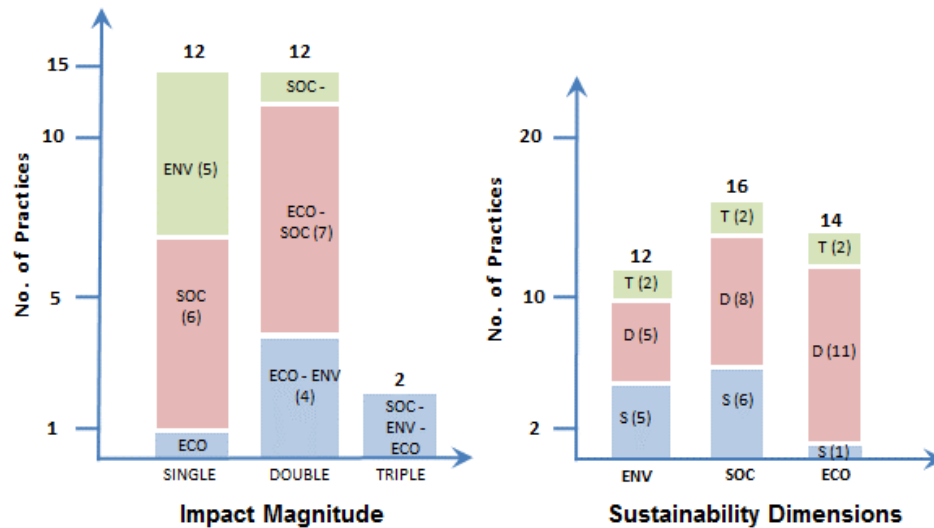 15
12
12
SOC -
10
ENV (5)
ECO -
SOC (7)
No. of Practices
5
SOC
(6)
ECO - ENV
(4)
2
SOC -
ENV -
ECO
1
ECO
SINGLE
DOUBLE
TRIPLE
Impact Magnitude
20
16
T (2)
14
T (2)
12
T (2)
No. of Practices
10
D (8)
D (5)
D (11)
S (5)
S (6)
2
S (1)
ENV
SOC
ECO
Sustainability Dimensions